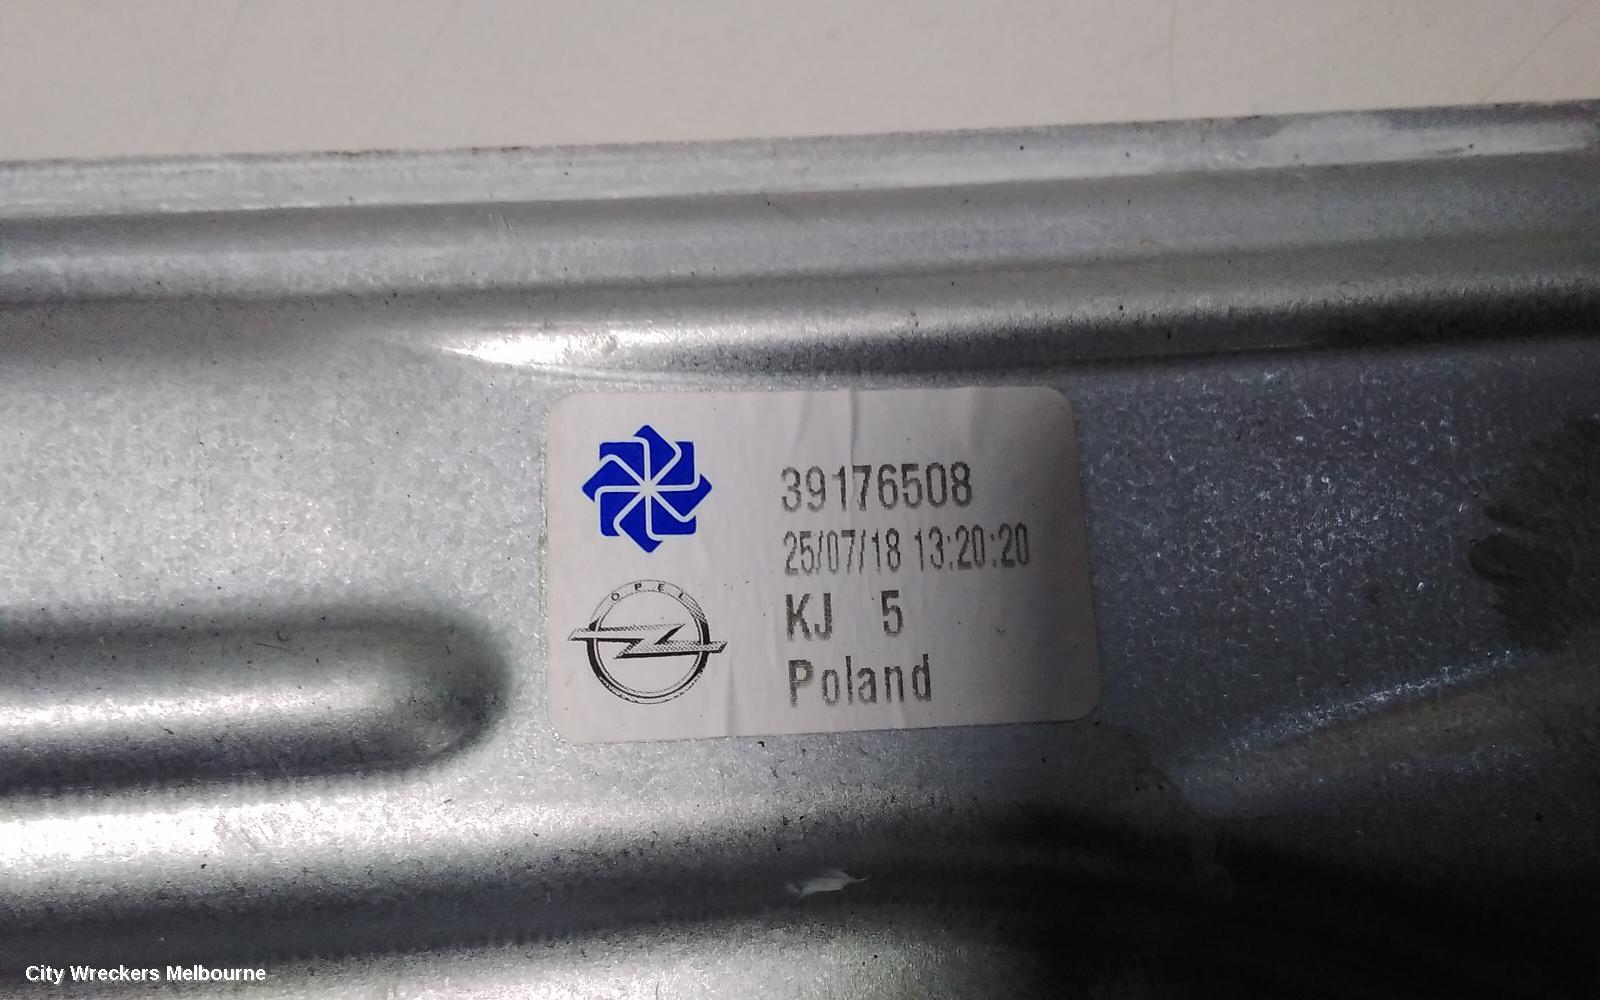 39176508
25/07/18 13:20:20
KJ 5
OPEL
Poland
City Wreckers Melbourne